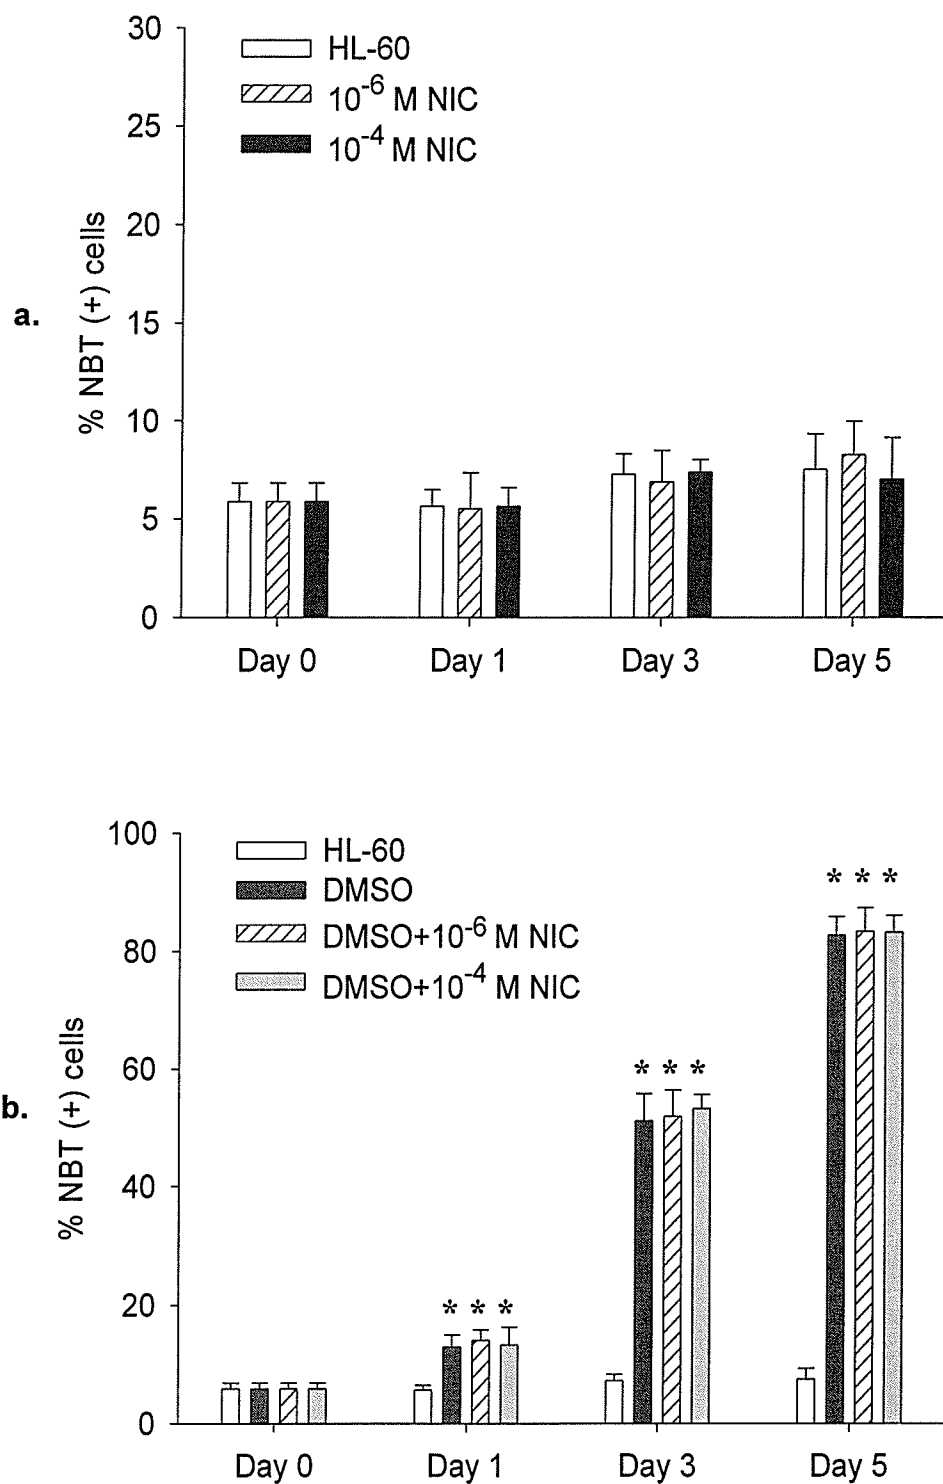 30
25
20
15
10
5
0
a.
% NBT (+) cells
HL-60
10-6 M NIC
10-4 M NIC
Day 0 Day 1 Day 3 Day 5
100
80
60
40
20
0
b.
% NBT (+) cells
HL-60
DMSO
DMSO+10-6 M NIC
DMSO+10-4 M NIC
* * *
* * *
* * *
Day 0 Day 1 Day 3 Day 5